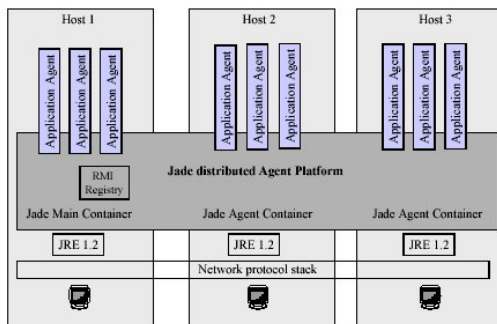 Host 1
Host 2
Host 3
Application Agent
Application Agent
Application Agent
Application Agent
Application Agent
Application Agent
Application Agent
Application Agent
Application Agent
Jade distributed Agent Platform
RMI
Registry
Jade Main Container
Jade Agent Container
Jade Agent Container
JRE 1.2
JRE 1.2
JRE 1.2
Network protocol stack